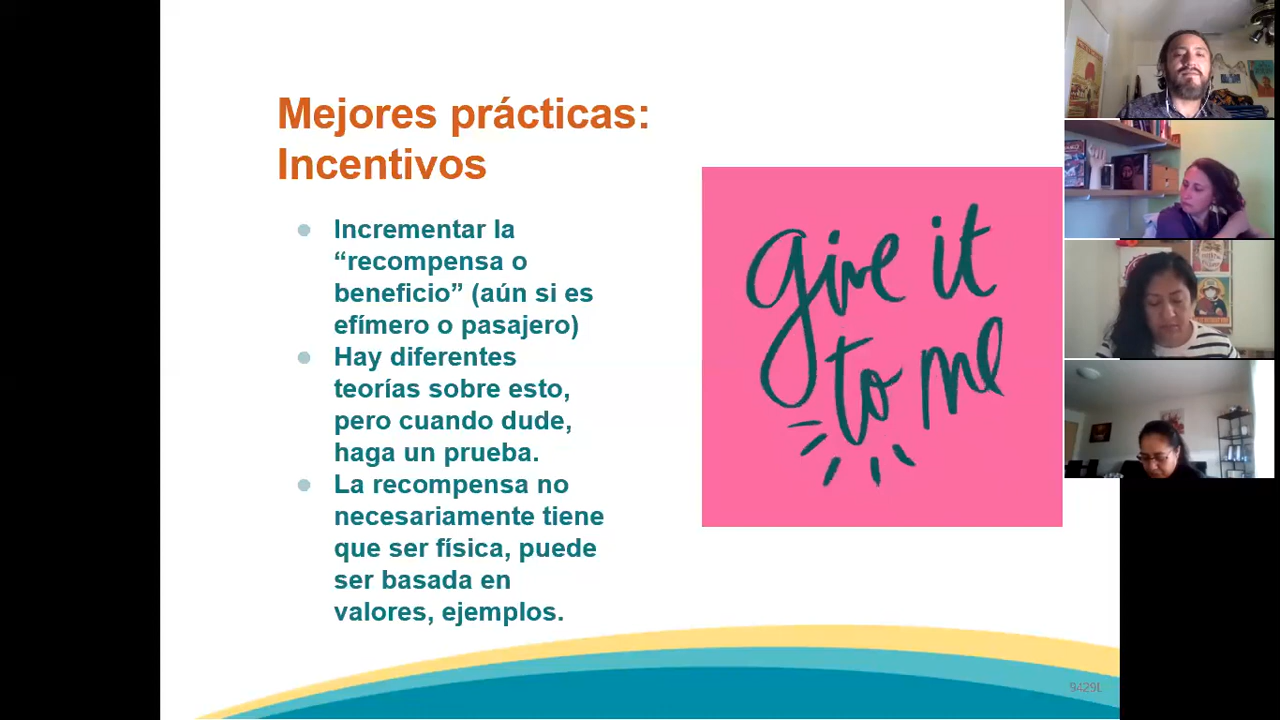 Mejores prácticas:
Incentivos
Incrementar la
“recompensa o
beneficio” (aún si es
efímero o pasajero)
Hay diferentes
teorías sobre esto,
pero cuando dude,
haga un prueba.
La recompensa no
necesariamente tiene
que ser física, puede
ser basada en
valores, ejemplos.
give it
to me
9429L